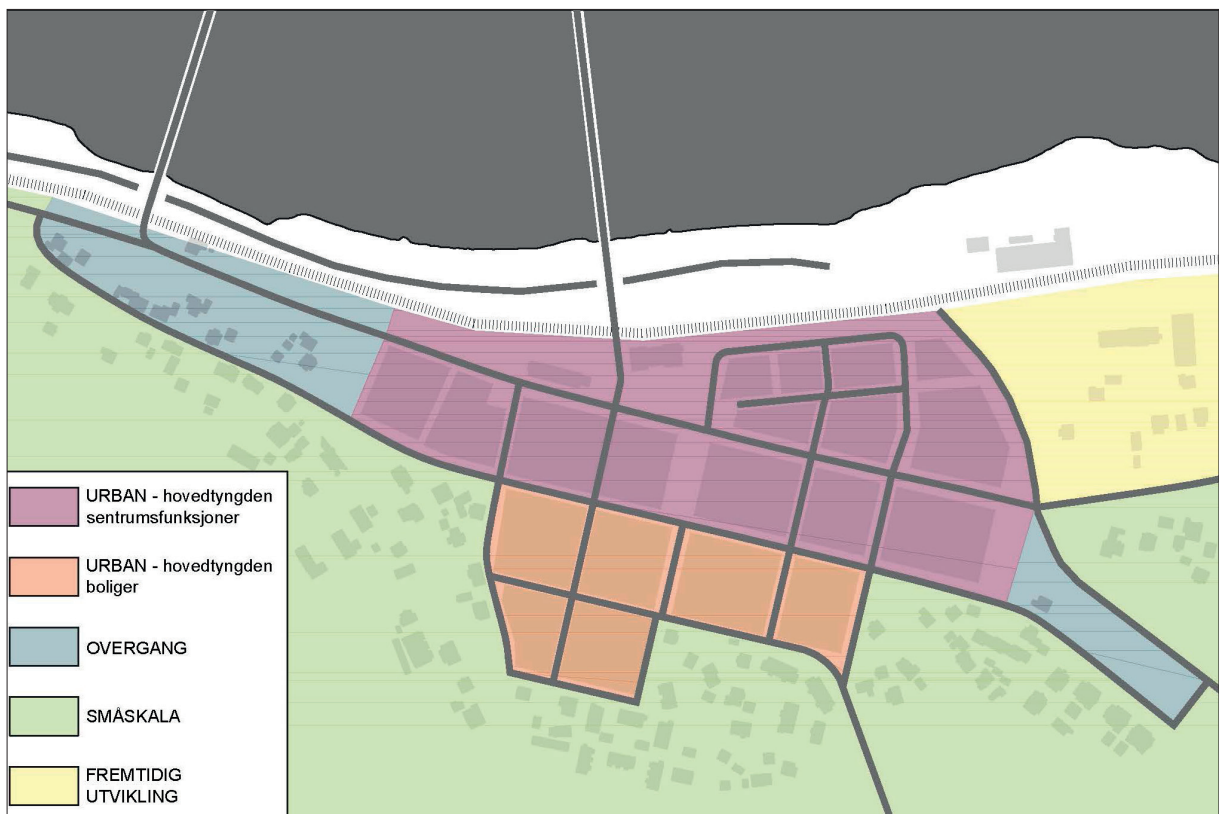 URBAN - hovedtyngden
sentrumsfunksjoner
URBAN - hovedtyngden
boliger
OVERGANG
SMÅSKALA
FREMTIDIG
UTVIKLING